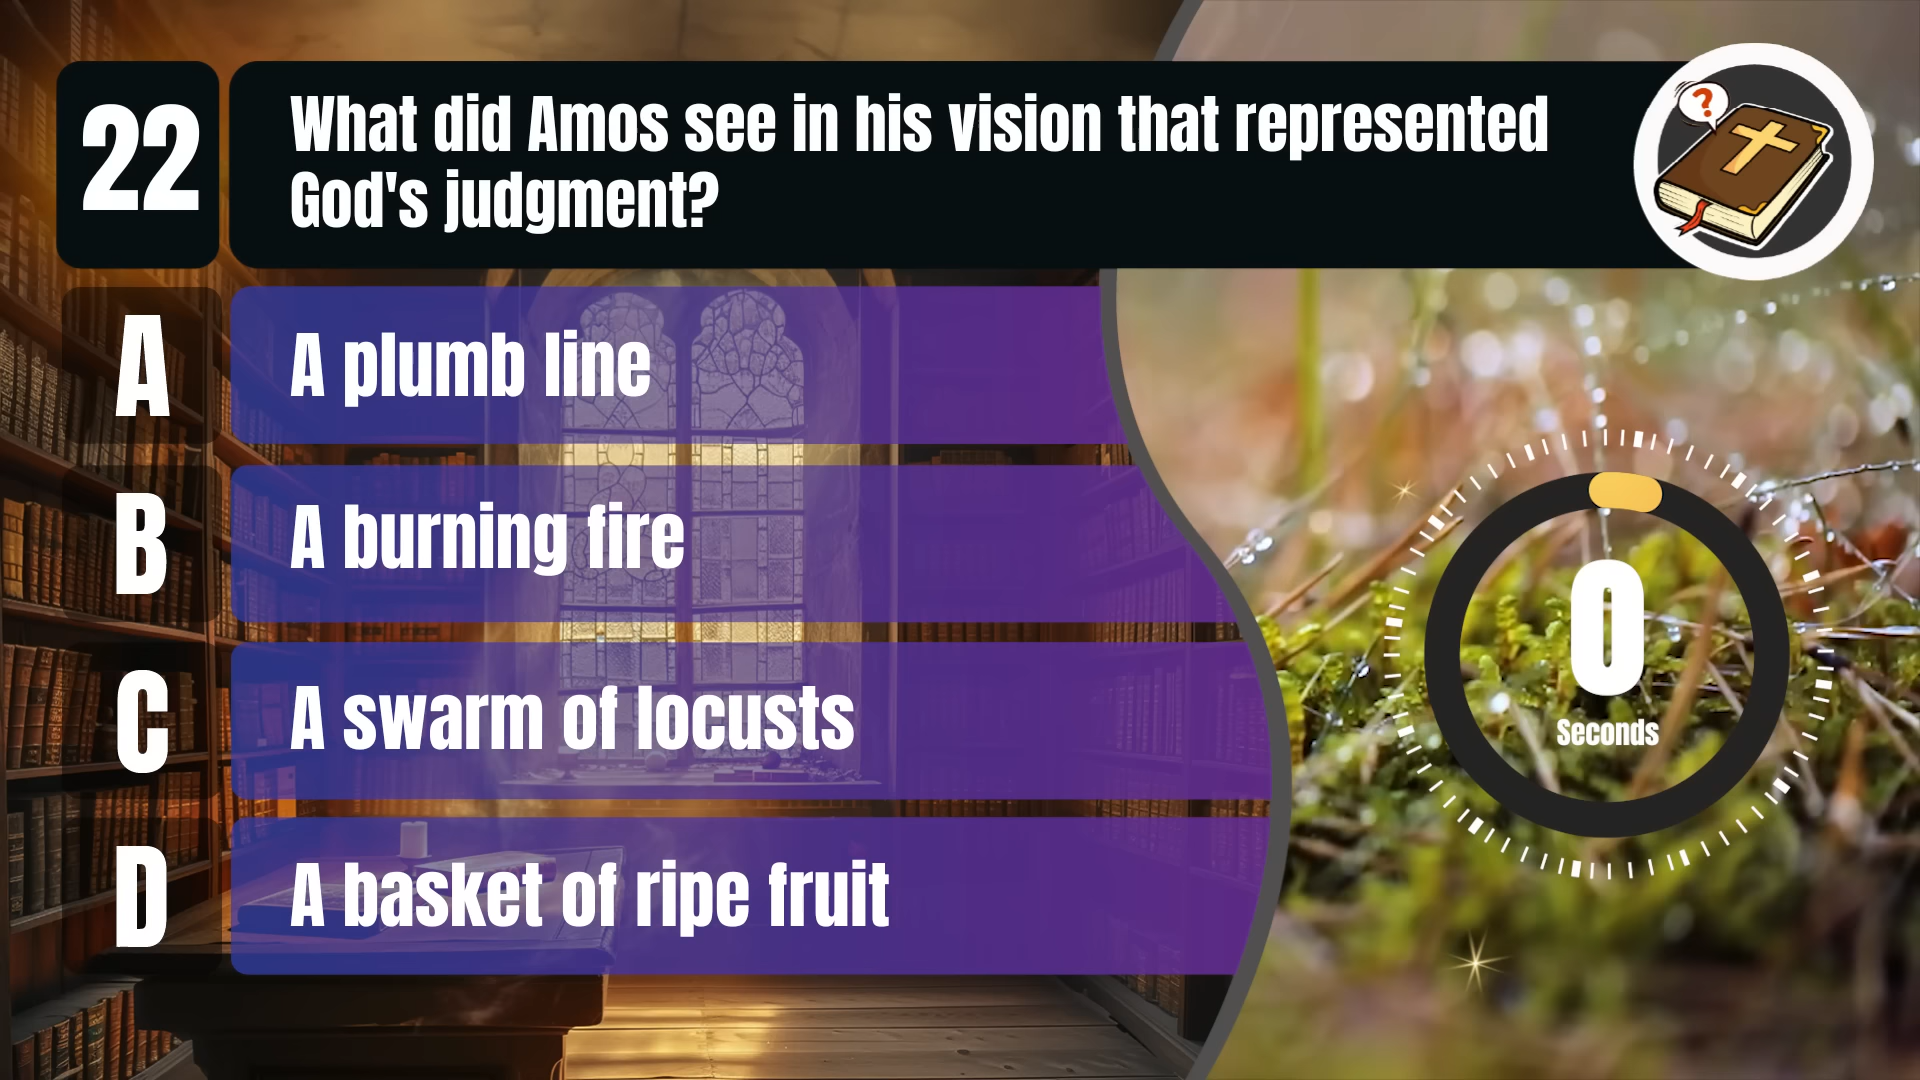 22
What did Amos see in his vision that represented
God's judgment?
?
A
A plumb line
B
A burning fire
C
A swarm of locusts
D
A basket of ripe fruit
0
Seconds